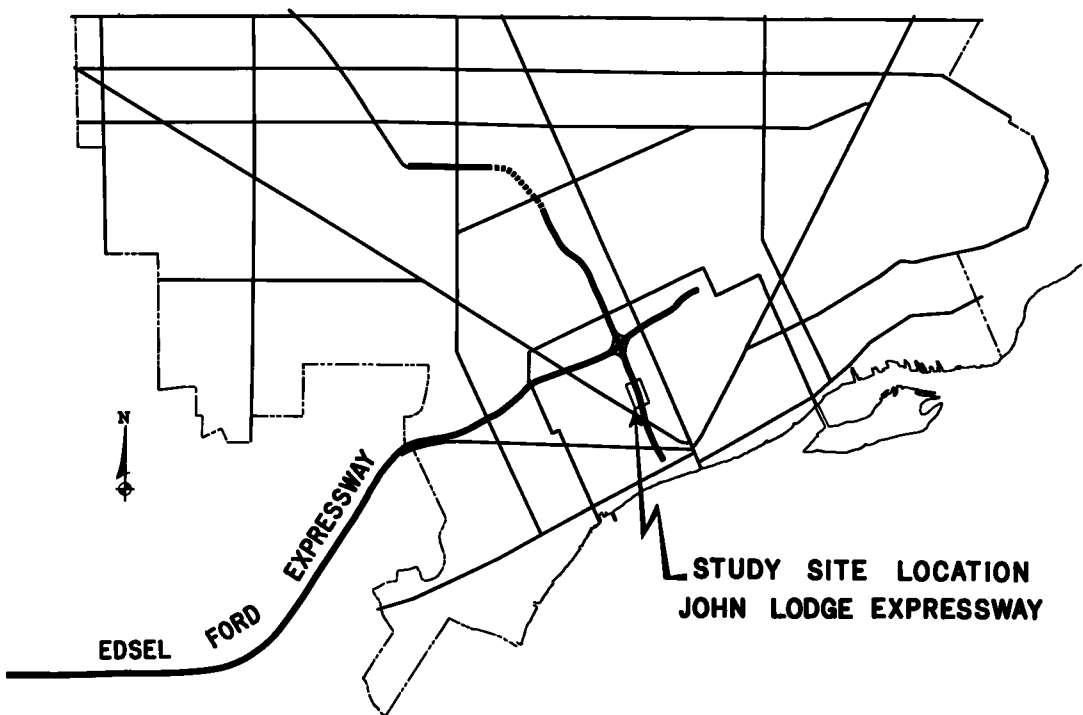 N
EDSEL FORD EXPRESSWAY
STUDY SITE LOCATION
JOHN LODGE EXPRESSWAY